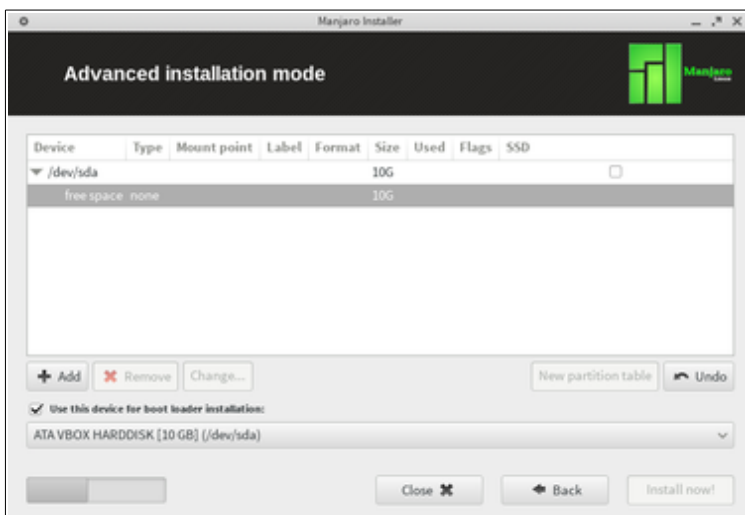 Manjaro Installer
Advanced installation mode
Manjaro
Device Type Mount point Label Format Size Used Flags SSD
/dev/sda 10G
free space none 10G
Add Remove Change... New partition table Undo
Use this device for boot loader installation:
ATA VBOX HARDDISK [10 GB] (/dev/sda)
Close Back Install now!